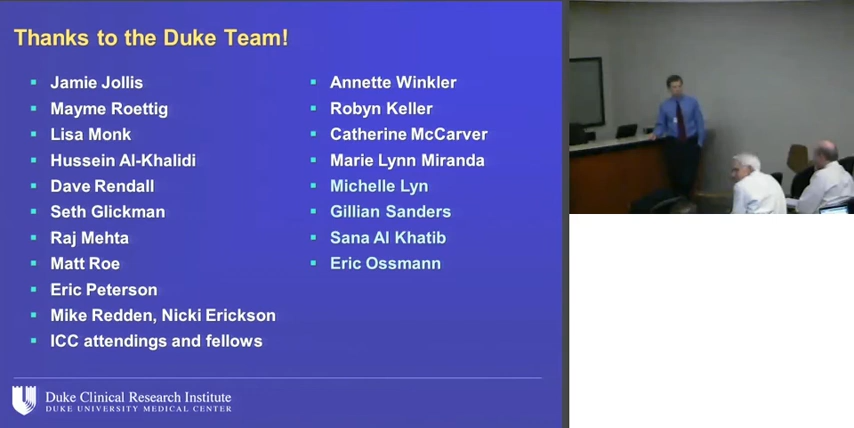 Thanks to the Duke Team!
Jamie Jollis
Mayme Roettig
Lisa Monk
Hussein Al-Khalidi
Dave Rendall
Seth Glickman
Raj Mehta
Matt Roe
Eric Peterson
Mike Redden, Nicki Erickson
ICC attendings and fellows
Annette Winkler
Robyn Keller
Catherine McCarver
Marie Lynn Miranda
Michelle Lyn
Gillian Sanders
Sana Al Khatib
Eric Ossmann
Duke Clinical Research Institute
DUKE UNIVERSITY MEDICAL CENTER